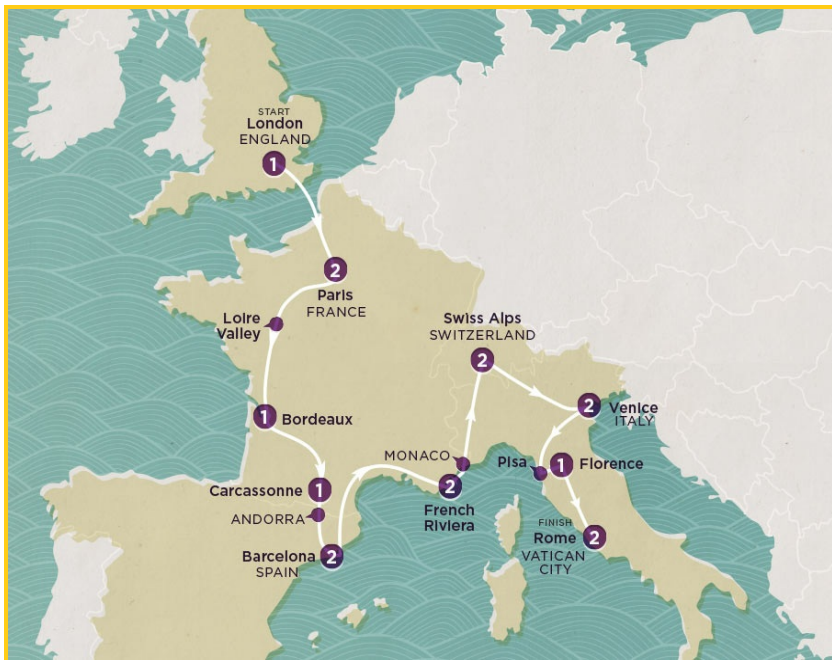 START
London
ENGLAND
1
2
Paris
FRANCE
Loire
Valley
1
Bordeaux
Carcassonne
1
ANDORRA
Barcelona
SPAIN
2
MONACO
2
French
Riviera
Swiss Alps
SWITZERLAND
2
2
Venice
ITALY
Pisa
1
Florence
FINISH
Rome
VATICAN
CITY
2